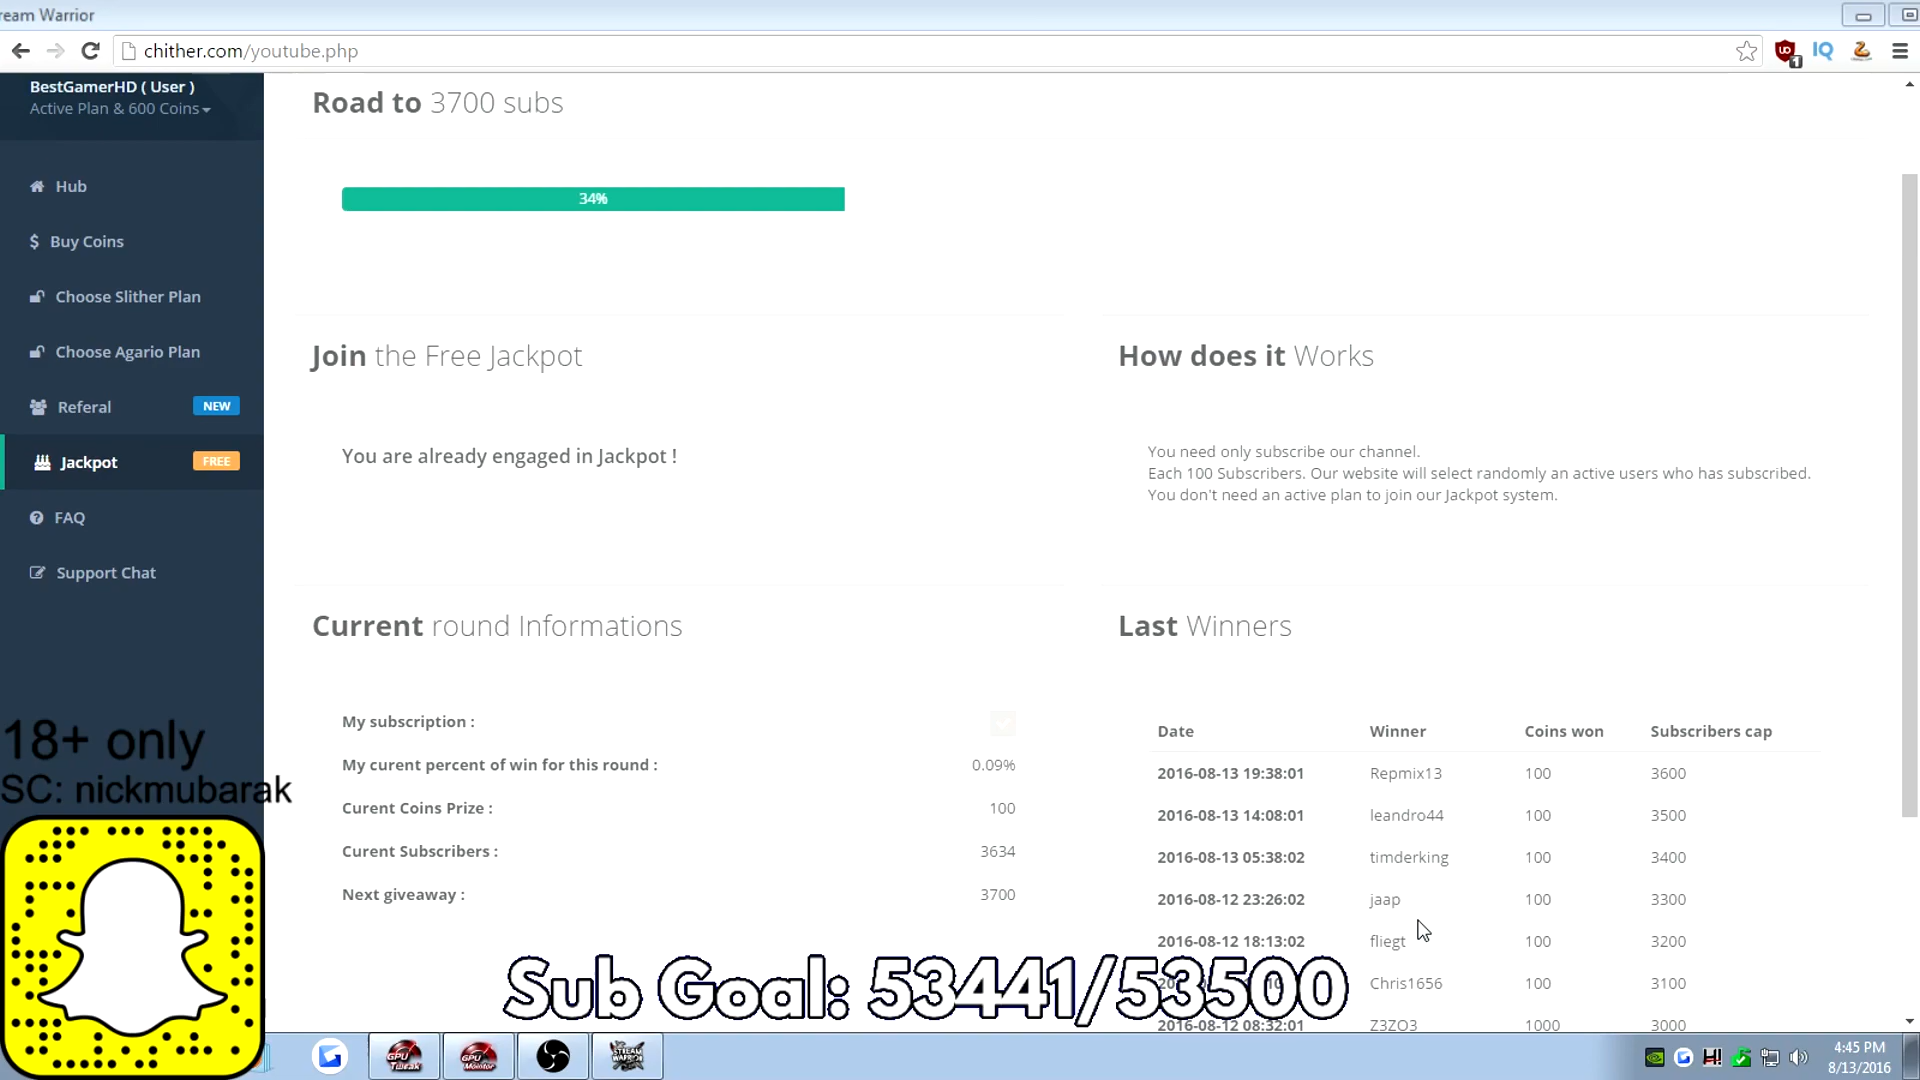 ream Warrior
chither.com/youtube.php
BestGamerHD ( User )
Active Plan & 600 Coins
Hub
Buy Coins
Choose Slither Plan
Choose Agario Plan
Referal NEW
Jackpot FREE
FAQ
Support Chat
Road to 3700 subs
34%
Join the Free Jackpot
You are already engaged in Jackpot !
How does it Works
You need only subscribe our channel.
Each 100 Subscribers. Our website will select randomly an active users who has subscribed.
You don't need an active plan to join our Jackpot system.
Current round Informations
My subscription :
My curent percent of win for this round : 0.09%
Curent Coins Prize : 100
Curent Subscribers : 3634
Next giveaway : 3700
Last Winners
Date Winner Coins won Subscribers cap
2016-08-13 19:38:01 Repmix13 100 3600
2016-08-13 14:08:01 leandro44 100 3500
2016-08-13 05:38:02 timderking 100 3400
2016-08-12 23:26:02 jaap 100 3300
2016-08-12 18:13:02 fliegt 100 3200
Chris1656 100 3100
2016-08-12 08:32:01 Z3ZO3 1000 3000
18+ only
SC: nickmubarak
Sub Goal: 53441/53500
GPU Tweak
GPU Monitor
STREAM WARRIOR
4:45 PM
8/13/2016